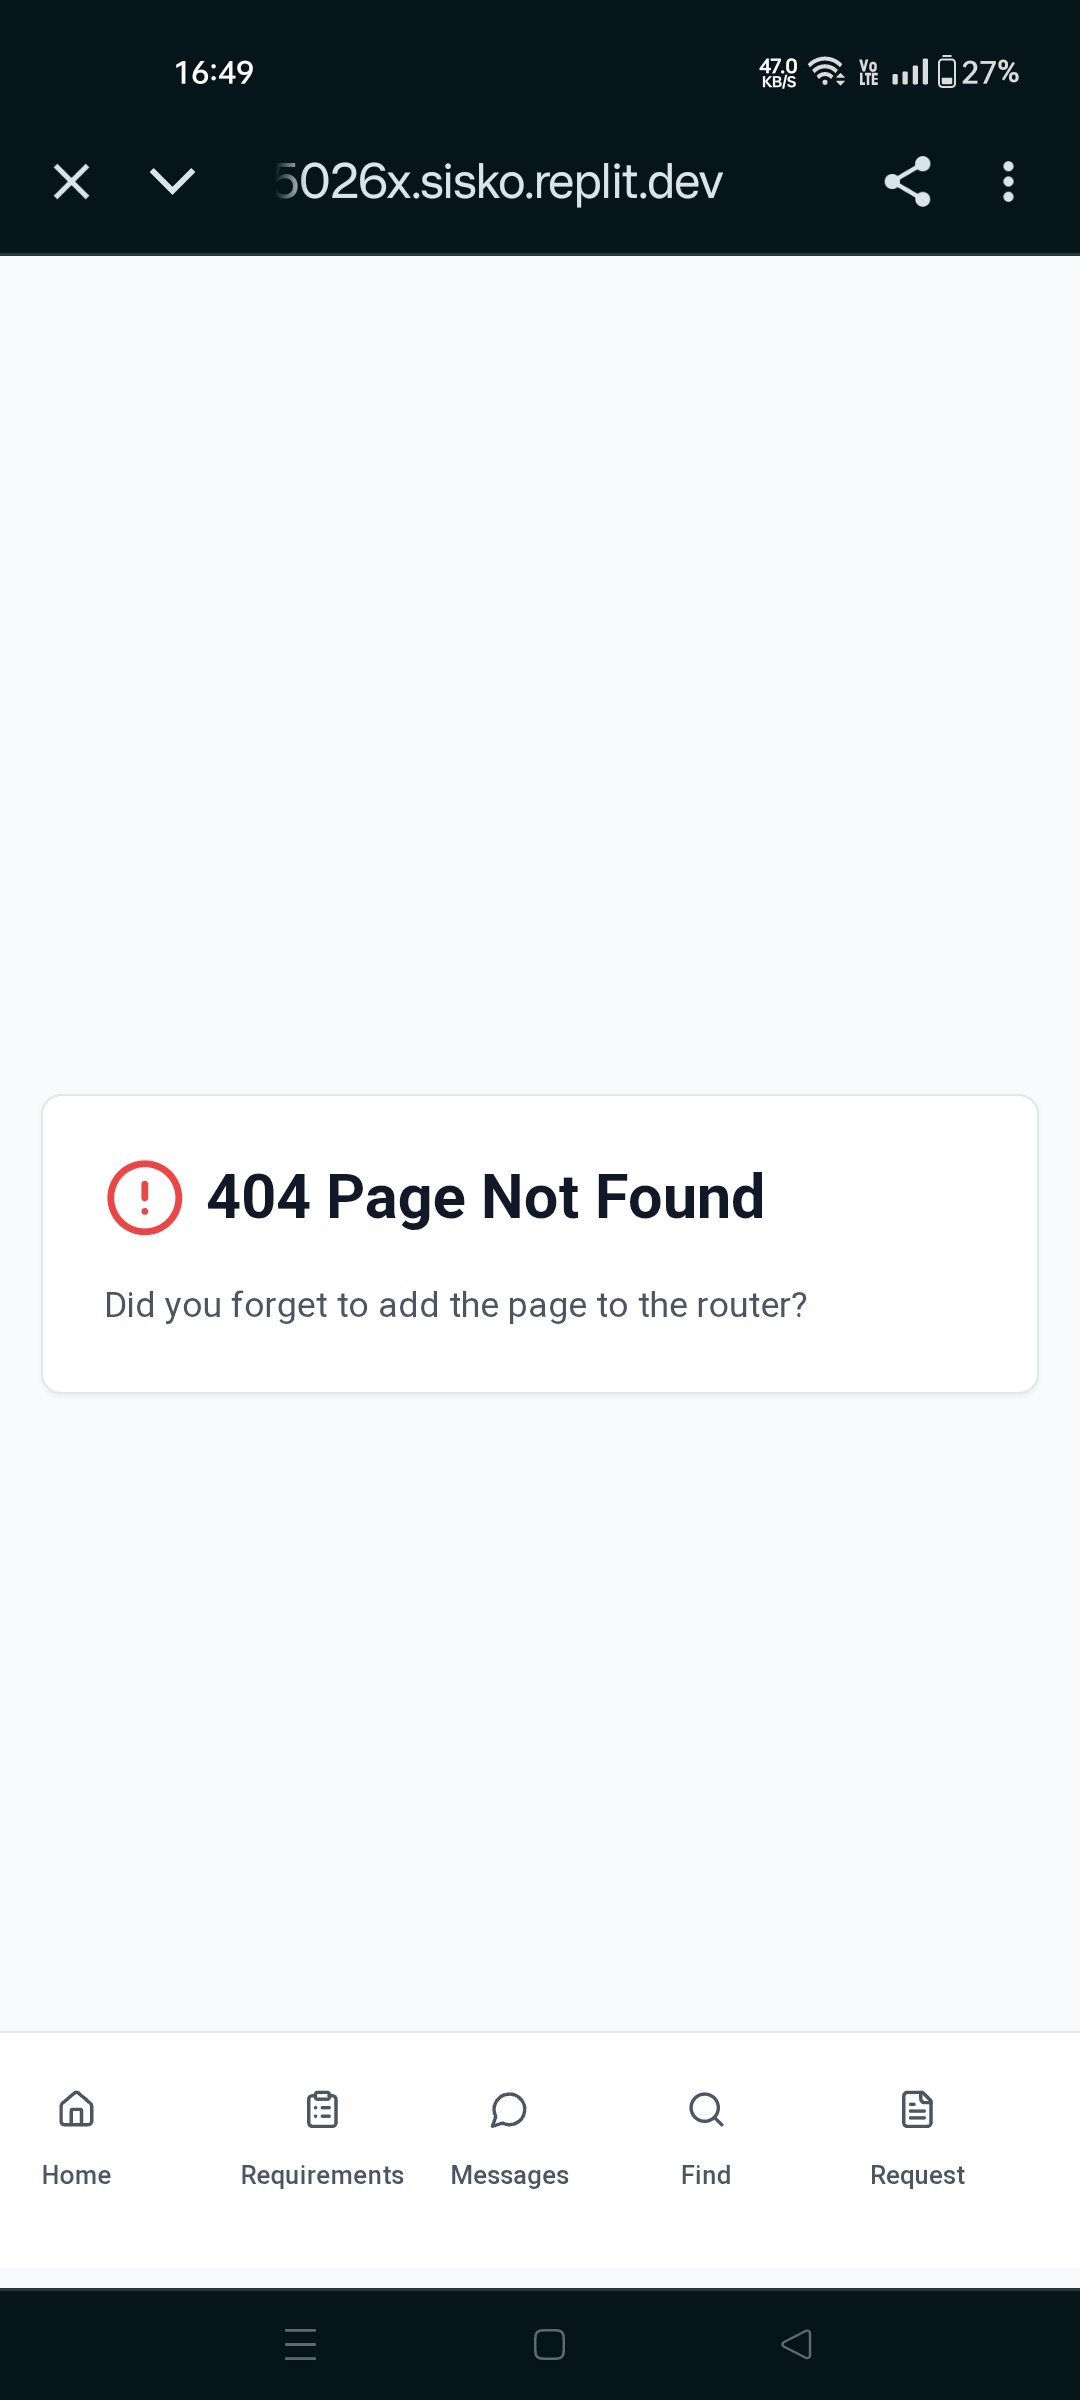 16:49
47.0
KB/S
Vo
LTE
27%
5026x.sisko.replit.dev
404 Page Not Found
Did you forget to add the page to the router?
Home
Requirements
Messages
Find
Request